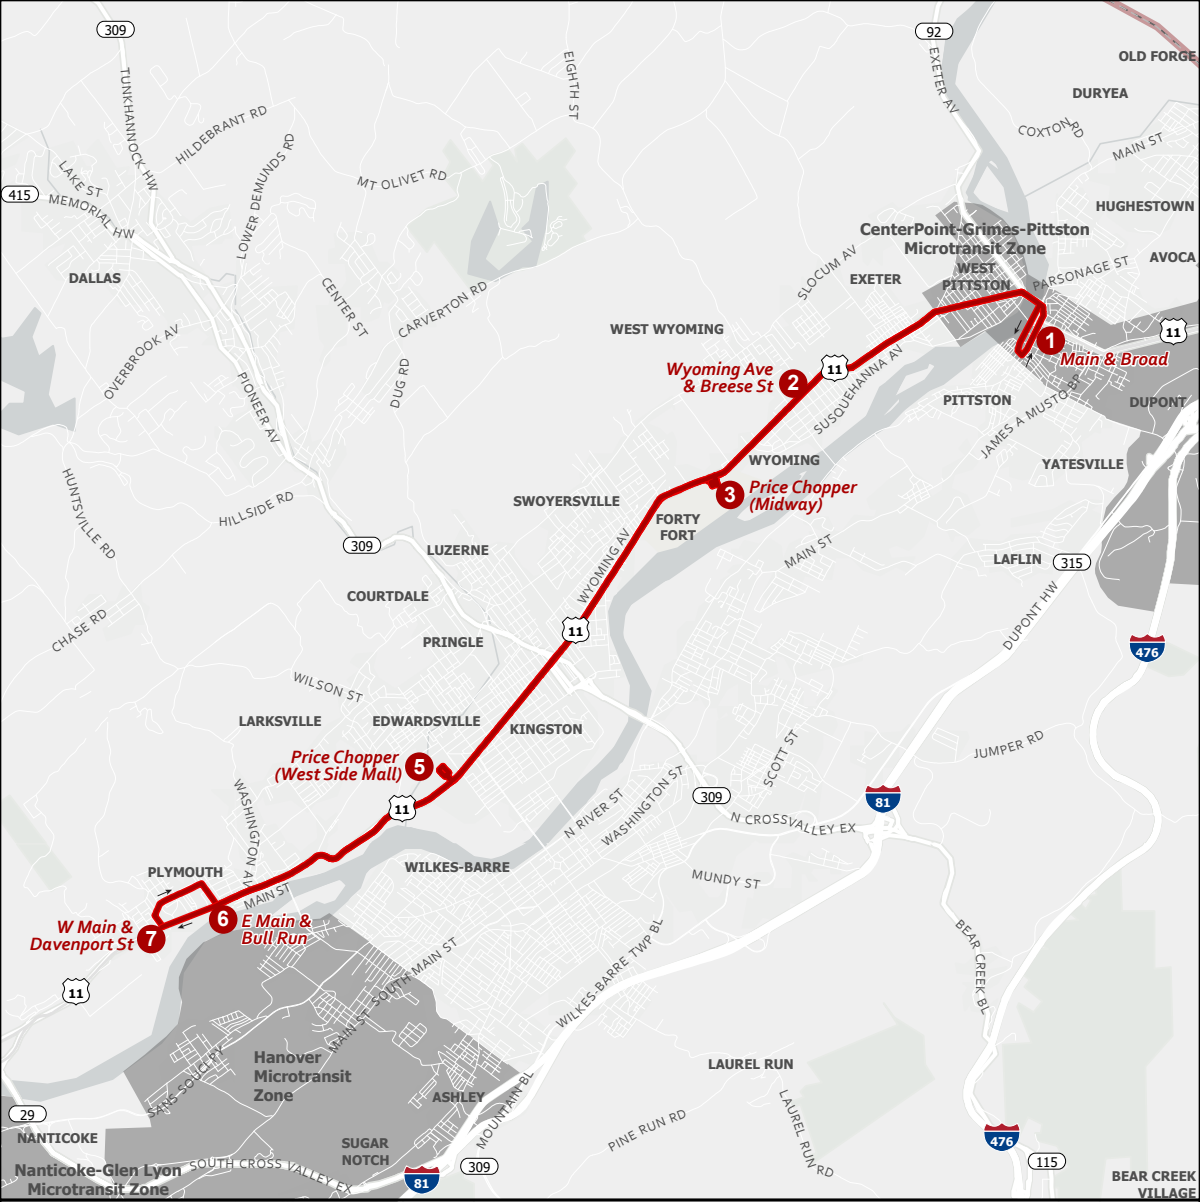 309
92
OLD FORGE
EIGHTH ST
TUNKHANNOCK HW
EXETER AV
DURYEA
COXTON RD
HILDEBRANT RD
MAIN ST
LOWER DEMUNDS RD
LAKE ST
MT OLIVET RD
415
MEMORIAL HW
HUGHESTOWN
CenterPoint-Grimes-Pittston
Microtransit Zone
AVOCA
DALLAS
SLOCUM AV
EXETER
WEST
PITTSTON
PARSONAGE ST
CENTER ST
CARVERTON RD
WEST WYOMING
11
1
Main & Broad
OVERBROOK AV
DUG RD
PIONEER AV
Wyoming Ave
& Breese St
2
11
SUSQUEHANNA AV
PITTSTON
JAMES A MUSTO BP
DUPONT
WYOMING
YATESVILLE
HUNTSVILLE RD
HILLSIDE RD
SWOYERSVILLE
3
Price Chopper
(Midway)
FORTY
FORT
309
LUZERNE
WYOMING AV
MAIN ST
LAFLIN
315
COURTDALE
CHASE RD
PRINGLE
11
DUPONT HW
476
WILSON ST
LARKSVILLE
EDWARDSVILLE
KINGSTON
SCOTT ST
JUMPER RD
Price Chopper
(West Side Mall)
5
11
WASHINGTON AV
N RIVER ST
WASHINGTON ST
309
81
N CROSSVALLEY EX
PLYMOUTH
WILKES-BARRE
MUNDY ST
MAIN ST
W Main &
Davenport St
7
6
E Main &
Bull Run
SOUTH MAIN ST
WILKES-BARRE TWP BL
BEAR CREEK BL
11
MAIN ST
Hanover
Microtransit
Zone
SANS SOUCI PY
LAUREL RUN
ASHLEY
MOUNTAIN BL
LAUREL RUN RD
PINE RUN RD
29
NANTICOKE
SUGAR
NOTCH
476
Nanticoke-Glen Lyon
Microtransit Zone
SOUTH CROSS VALLEY EX
81
309
115
BEAR CREEK
VILLAGE